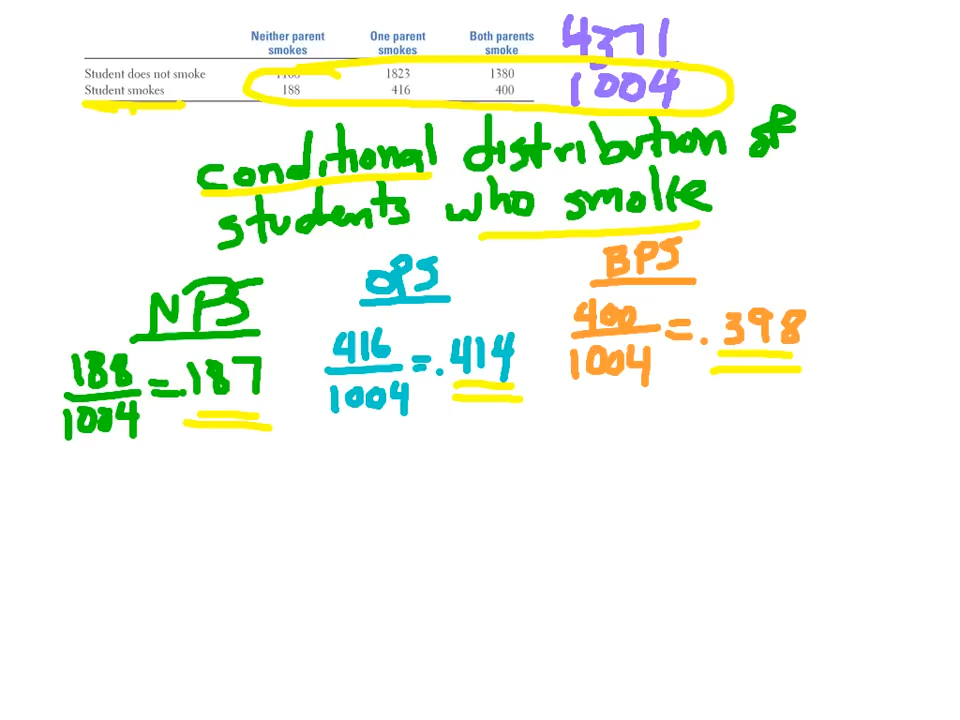 Neither parent smokes One parent smokes Both parents smoke
4371
Student does not smoke 1823 1380
1004
Student smokes 188 416 400
conditional distribution of
students who smoke
NPS OPS BPS
188/1004 = .187
416/1004 = .414
400/1004 = .398